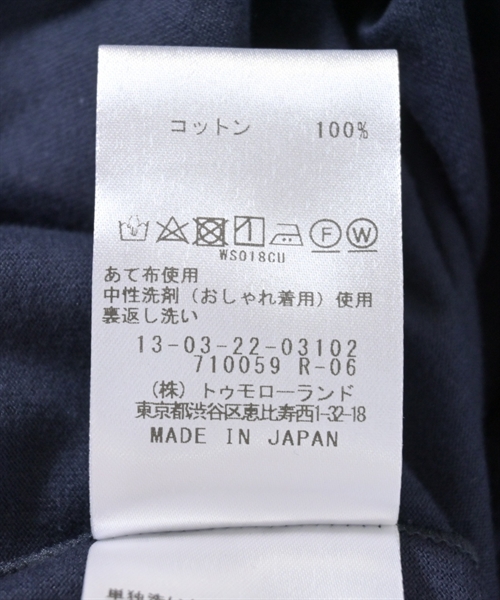 コットン 100%
F W
WS018CU
あて布使用
中性洗剤（おしゃれ着用）使用
裏返し洗い
13-03-22-03102
710059 R-06
（株）トゥモローランド
東京都渋谷区恵比寿西1-32-18
MADE IN JAPAN